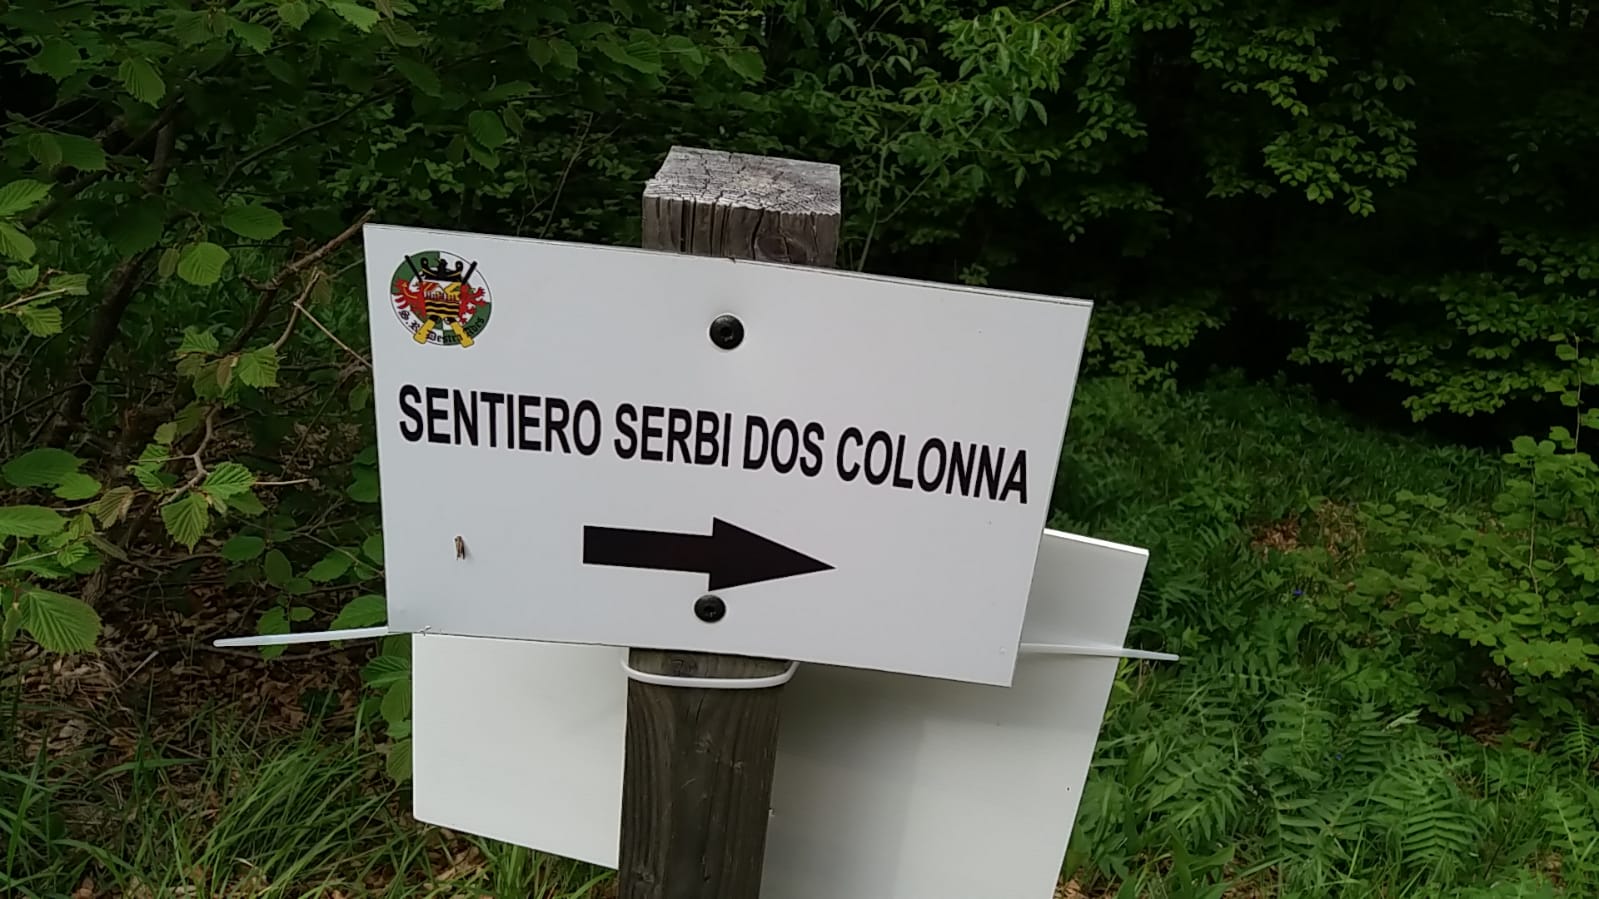 SENTIERO SERBI DOS COLONNA